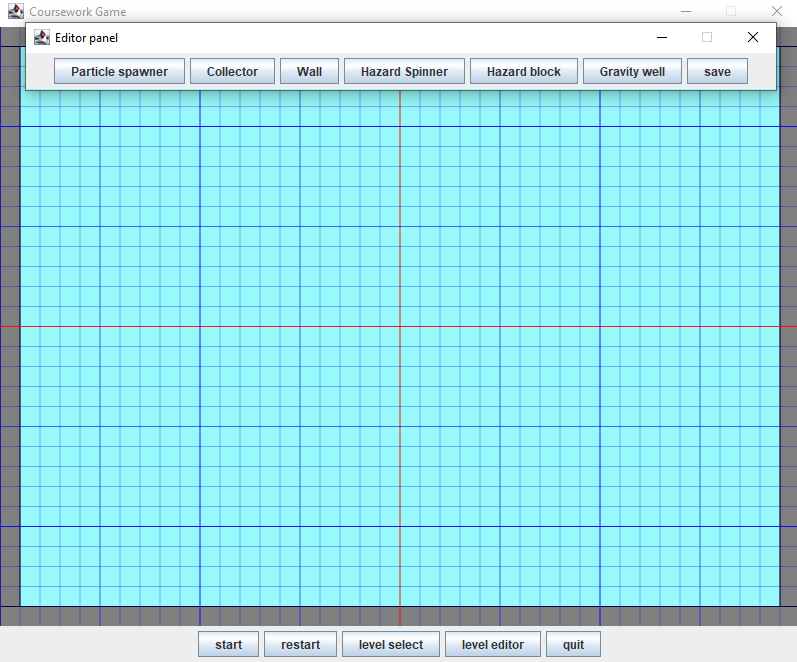 Coursework Game
Editor panel
Particle spawner Collector Wall Hazard Spinner Hazard block Gravity well save
start restart level select level editor quit